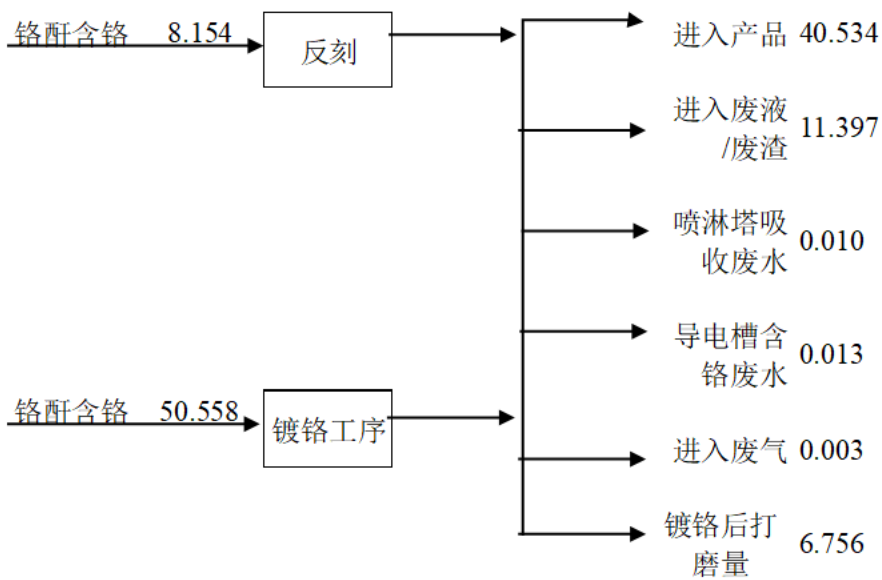 铬酐含铬 8.154
反刻
进入产品 40.534
进入废液
/废渣
11.397
喷淋塔吸
收废水
0.010
导电槽含
铬废水
0.013
铬酐含铬 50.558
镀铬工序
进入废气 0.003
镀铬后打
磨量
6.756